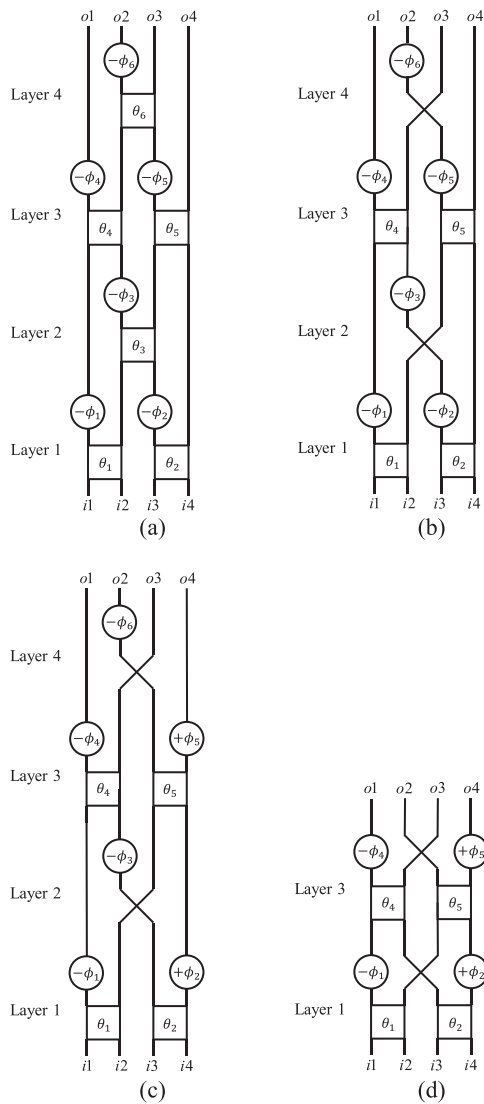 o1 o2 o3 o4
−ϕ6
Layer 4
θ6
−ϕ4 −ϕ5
Layer 3
θ4 θ5
−ϕ3
Layer 2
θ3
−ϕ1 −ϕ2
Layer 1
θ1 θ2
i1 i2 i3 i4
(a)
o1 o2 o3 o4
−ϕ6
Layer 4
−ϕ4 −ϕ5
Layer 3
θ4 θ5
−ϕ3
Layer 2
−ϕ1 −ϕ2
Layer 1
θ1 θ2
i1 i2 i3 i4
(b)
o1 o2 o3 o4
−ϕ6
Layer 4
−ϕ4 +ϕ5
Layer 3
θ4 θ5
−ϕ3
Layer 2
−ϕ1 +ϕ2
Layer 1
θ1 θ2
i1 i2 i3 i4
(c)
o1 o2 o3 o4
−ϕ4 +ϕ5
Layer 3
θ4 θ5
−ϕ1 +ϕ2
Layer 1
θ1 θ2
i1 i2 i3 i4
(d)